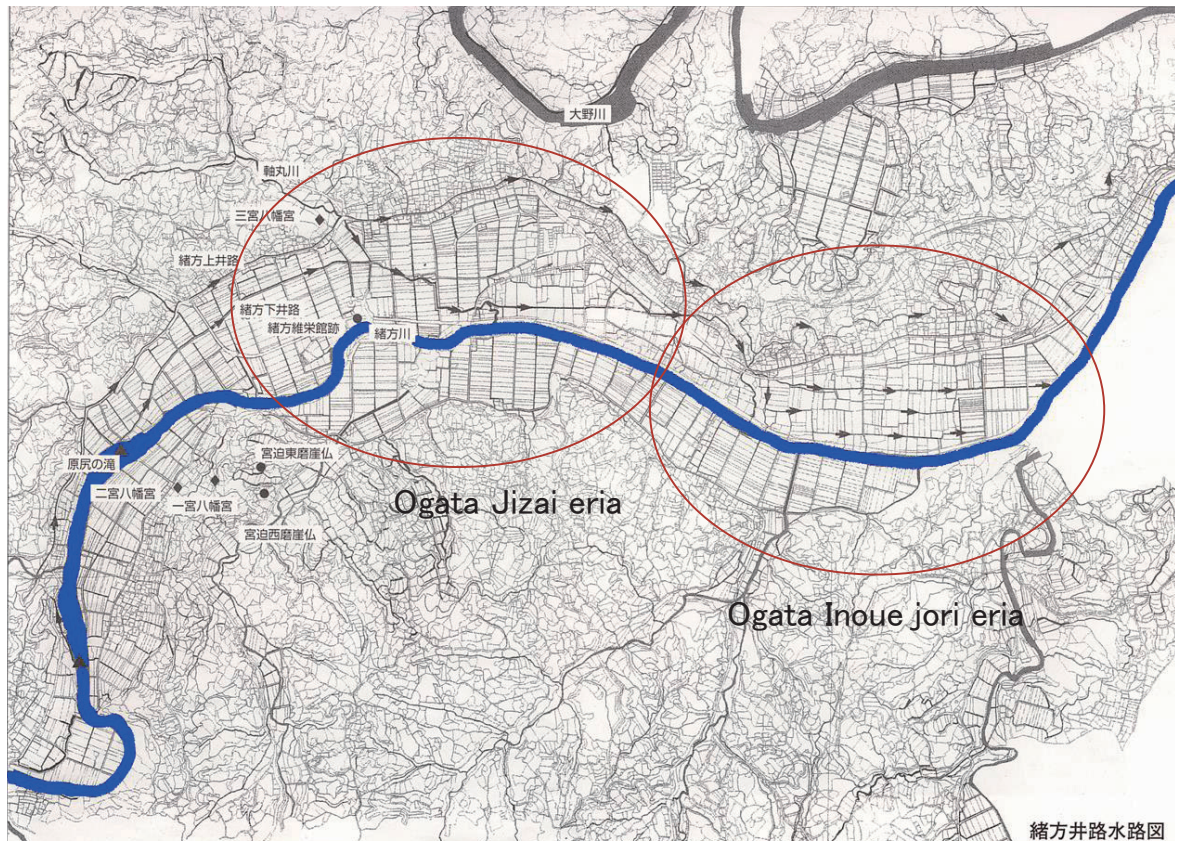 大野川
軸丸川
三宮八幡宮
緒方上井路
緒方下井路
緒方維栄館跡
緒方川
原尻の滝
宮迫東磨崖仏
二宮八幡宮
一宮八幡宮
宮迫西磨崖仏
Ogata Jizai eria
Ogata Inoue jori eria
緒方井路水路図